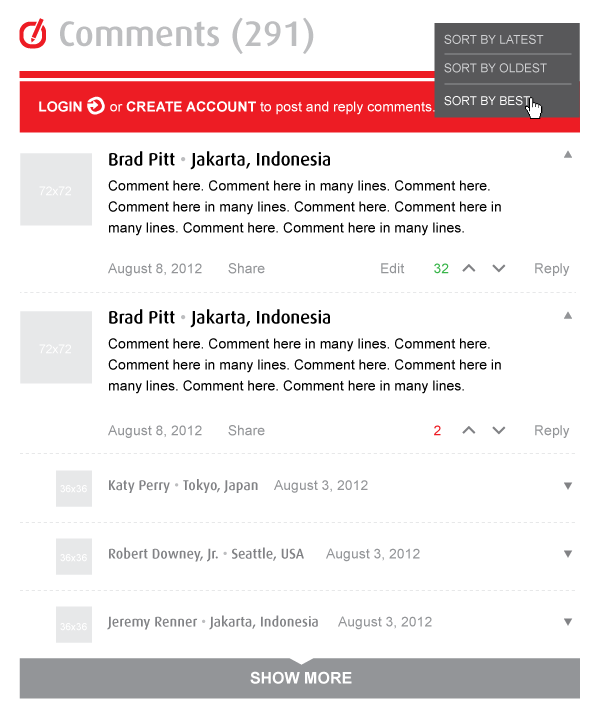 Comments (291)
SORT BY LATEST
SORT BY OLDEST
SORT BY BEST
LOGIN or CREATE ACCOUNT to post and reply comments.
72x72
Brad Pitt • Jakarta, Indonesia
Comment here. Comment here in many lines. Comment here.
Comment here in many lines. Comment here. Comment here in
many lines. Comment here. Comment here in many lines.
August 8, 2012 Share Edit 32 Reply
72x72
Brad Pitt • Jakarta, Indonesia
Comment here. Comment here in many lines. Comment here.
Comment here in many lines. Comment here. Comment here in
many lines. Comment here. Comment here in many lines.
August 8, 2012 Share 2 Reply
36x36
Katy Perry • Tokyo, Japan August 3, 2012
36x36
Robert Downey, Jr. • Seattle, USA August 3, 2012
36x36
Jeremy Renner • Jakarta, Indonesia August 3, 2012
SHOW MORE